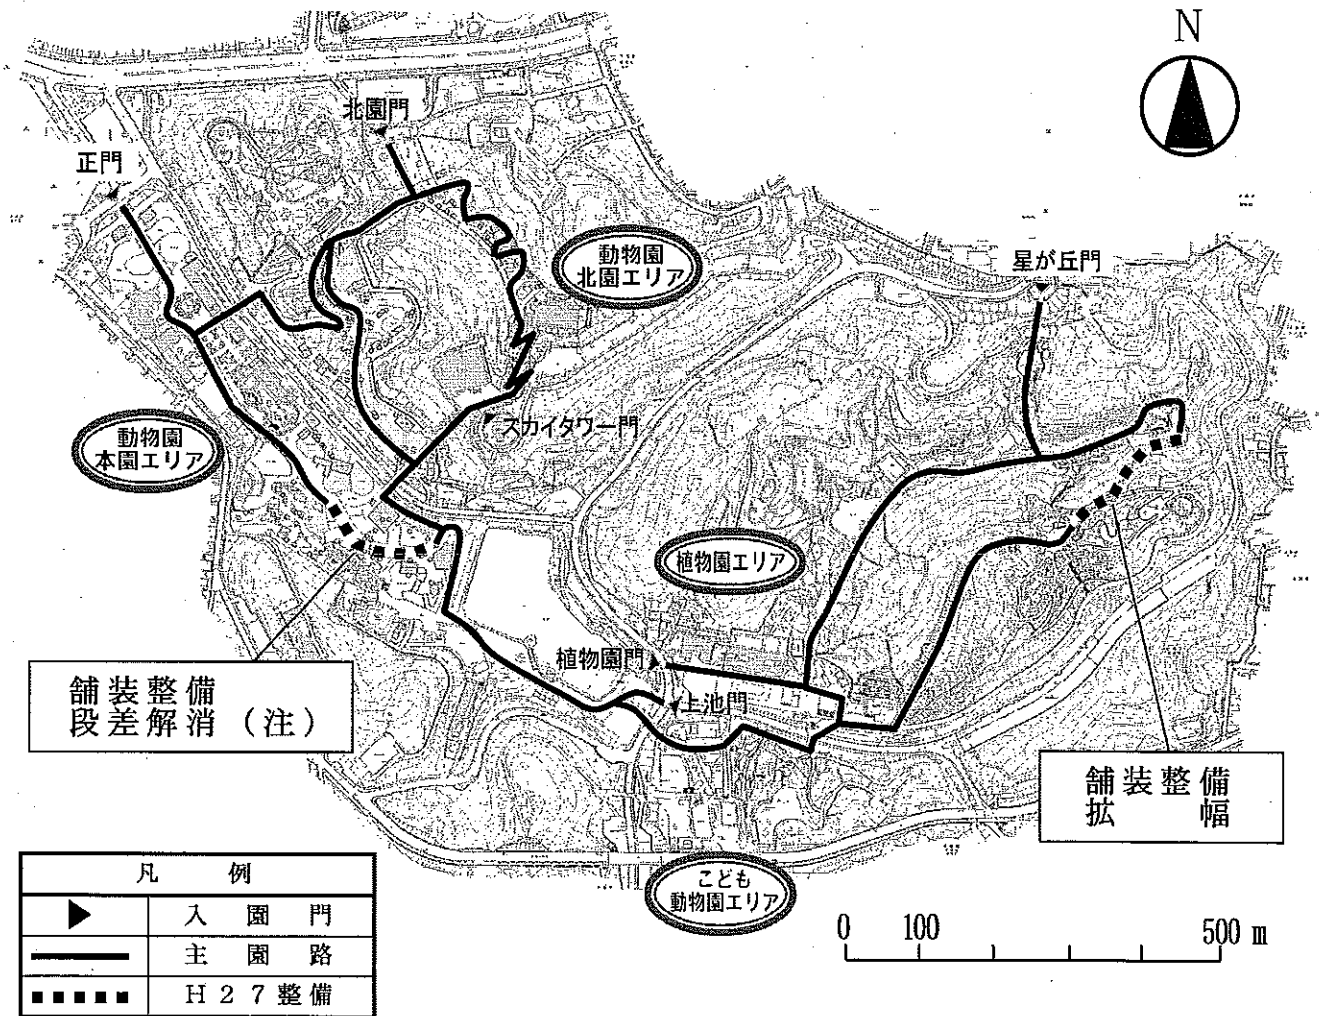 N
北園門
正門
動物園
北園エリア
星が丘門
スカイタワー門
動物園
本園エリア
植物園エリア
植物園門
上池門
舗装整備
段差解消（注）
舗装整備
拡幅
こども
動物園エリア
凡例
入園門
主園路
H27整備
0 100 500 m